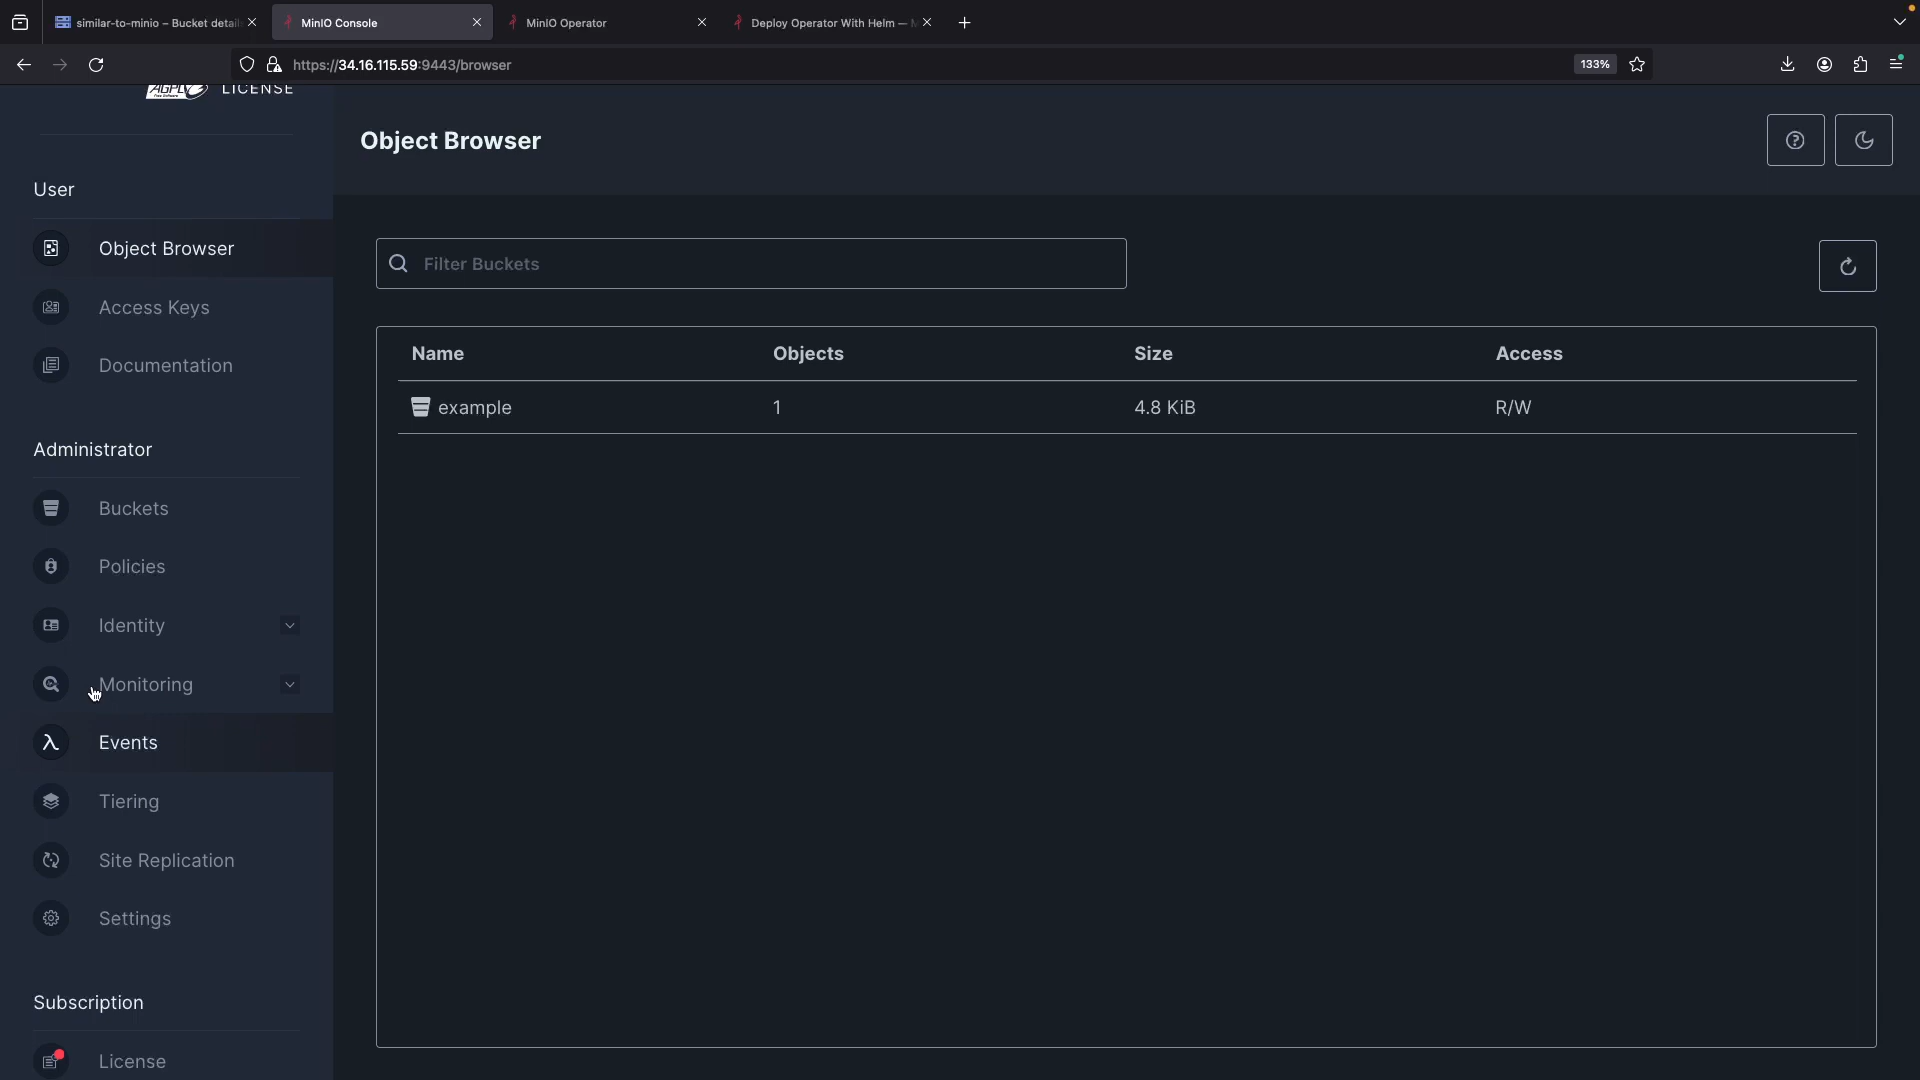 similar-to-minio – Bucket detail
MinIO Console
MinIO Operator
Deploy Operator With Helm —
https://34.16.115.59:9443/browser
133%
AGPL
LICENSE
User
Object Browser
Access Keys
Documentation
Administrator
Buckets
Policies
Identity
Monitoring
Events
Tiering
Site Replication
Settings
Subscription
License
Object Browser
Filter Buckets
Name Objects Size Access
example 1 4.8 KiB R/W